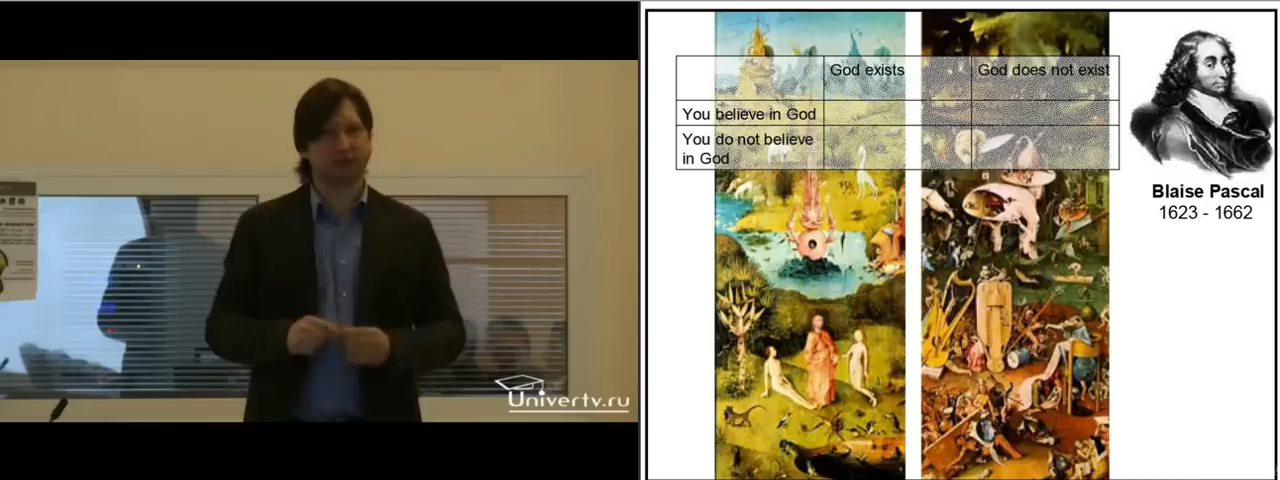 Univertv.ru
God exists
God does not exist
You believe in God
You do not believe
in God
Blaise Pascal
1623 - 1662